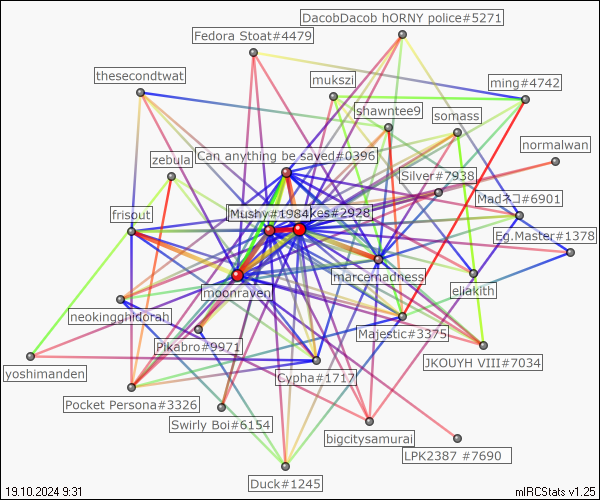 DacobDacob hORNY police#5271
Fedora Stoat#4479
thesecondtwat
mukszi
ming#4742
shawntee9
somass
normalwan
zebula
Can anything be saved#0396
Silver#7938
Madネコ#6901
frisout
Mushy#1984
kes#2928
Eg.Master#1378
marcemadness
moonraven
eliakith
neokingghidorah
Majestic#3375
Pikabro#9971
JKOUYH VIII#7034
yoshimanden
Cypha#1717
Pocket Persona#3326
Swirly Boi#6154
bigcitysamurai
LPK2387 #7690
Duck#1245
19.10.2024 9:31
mIRCStats v1.25